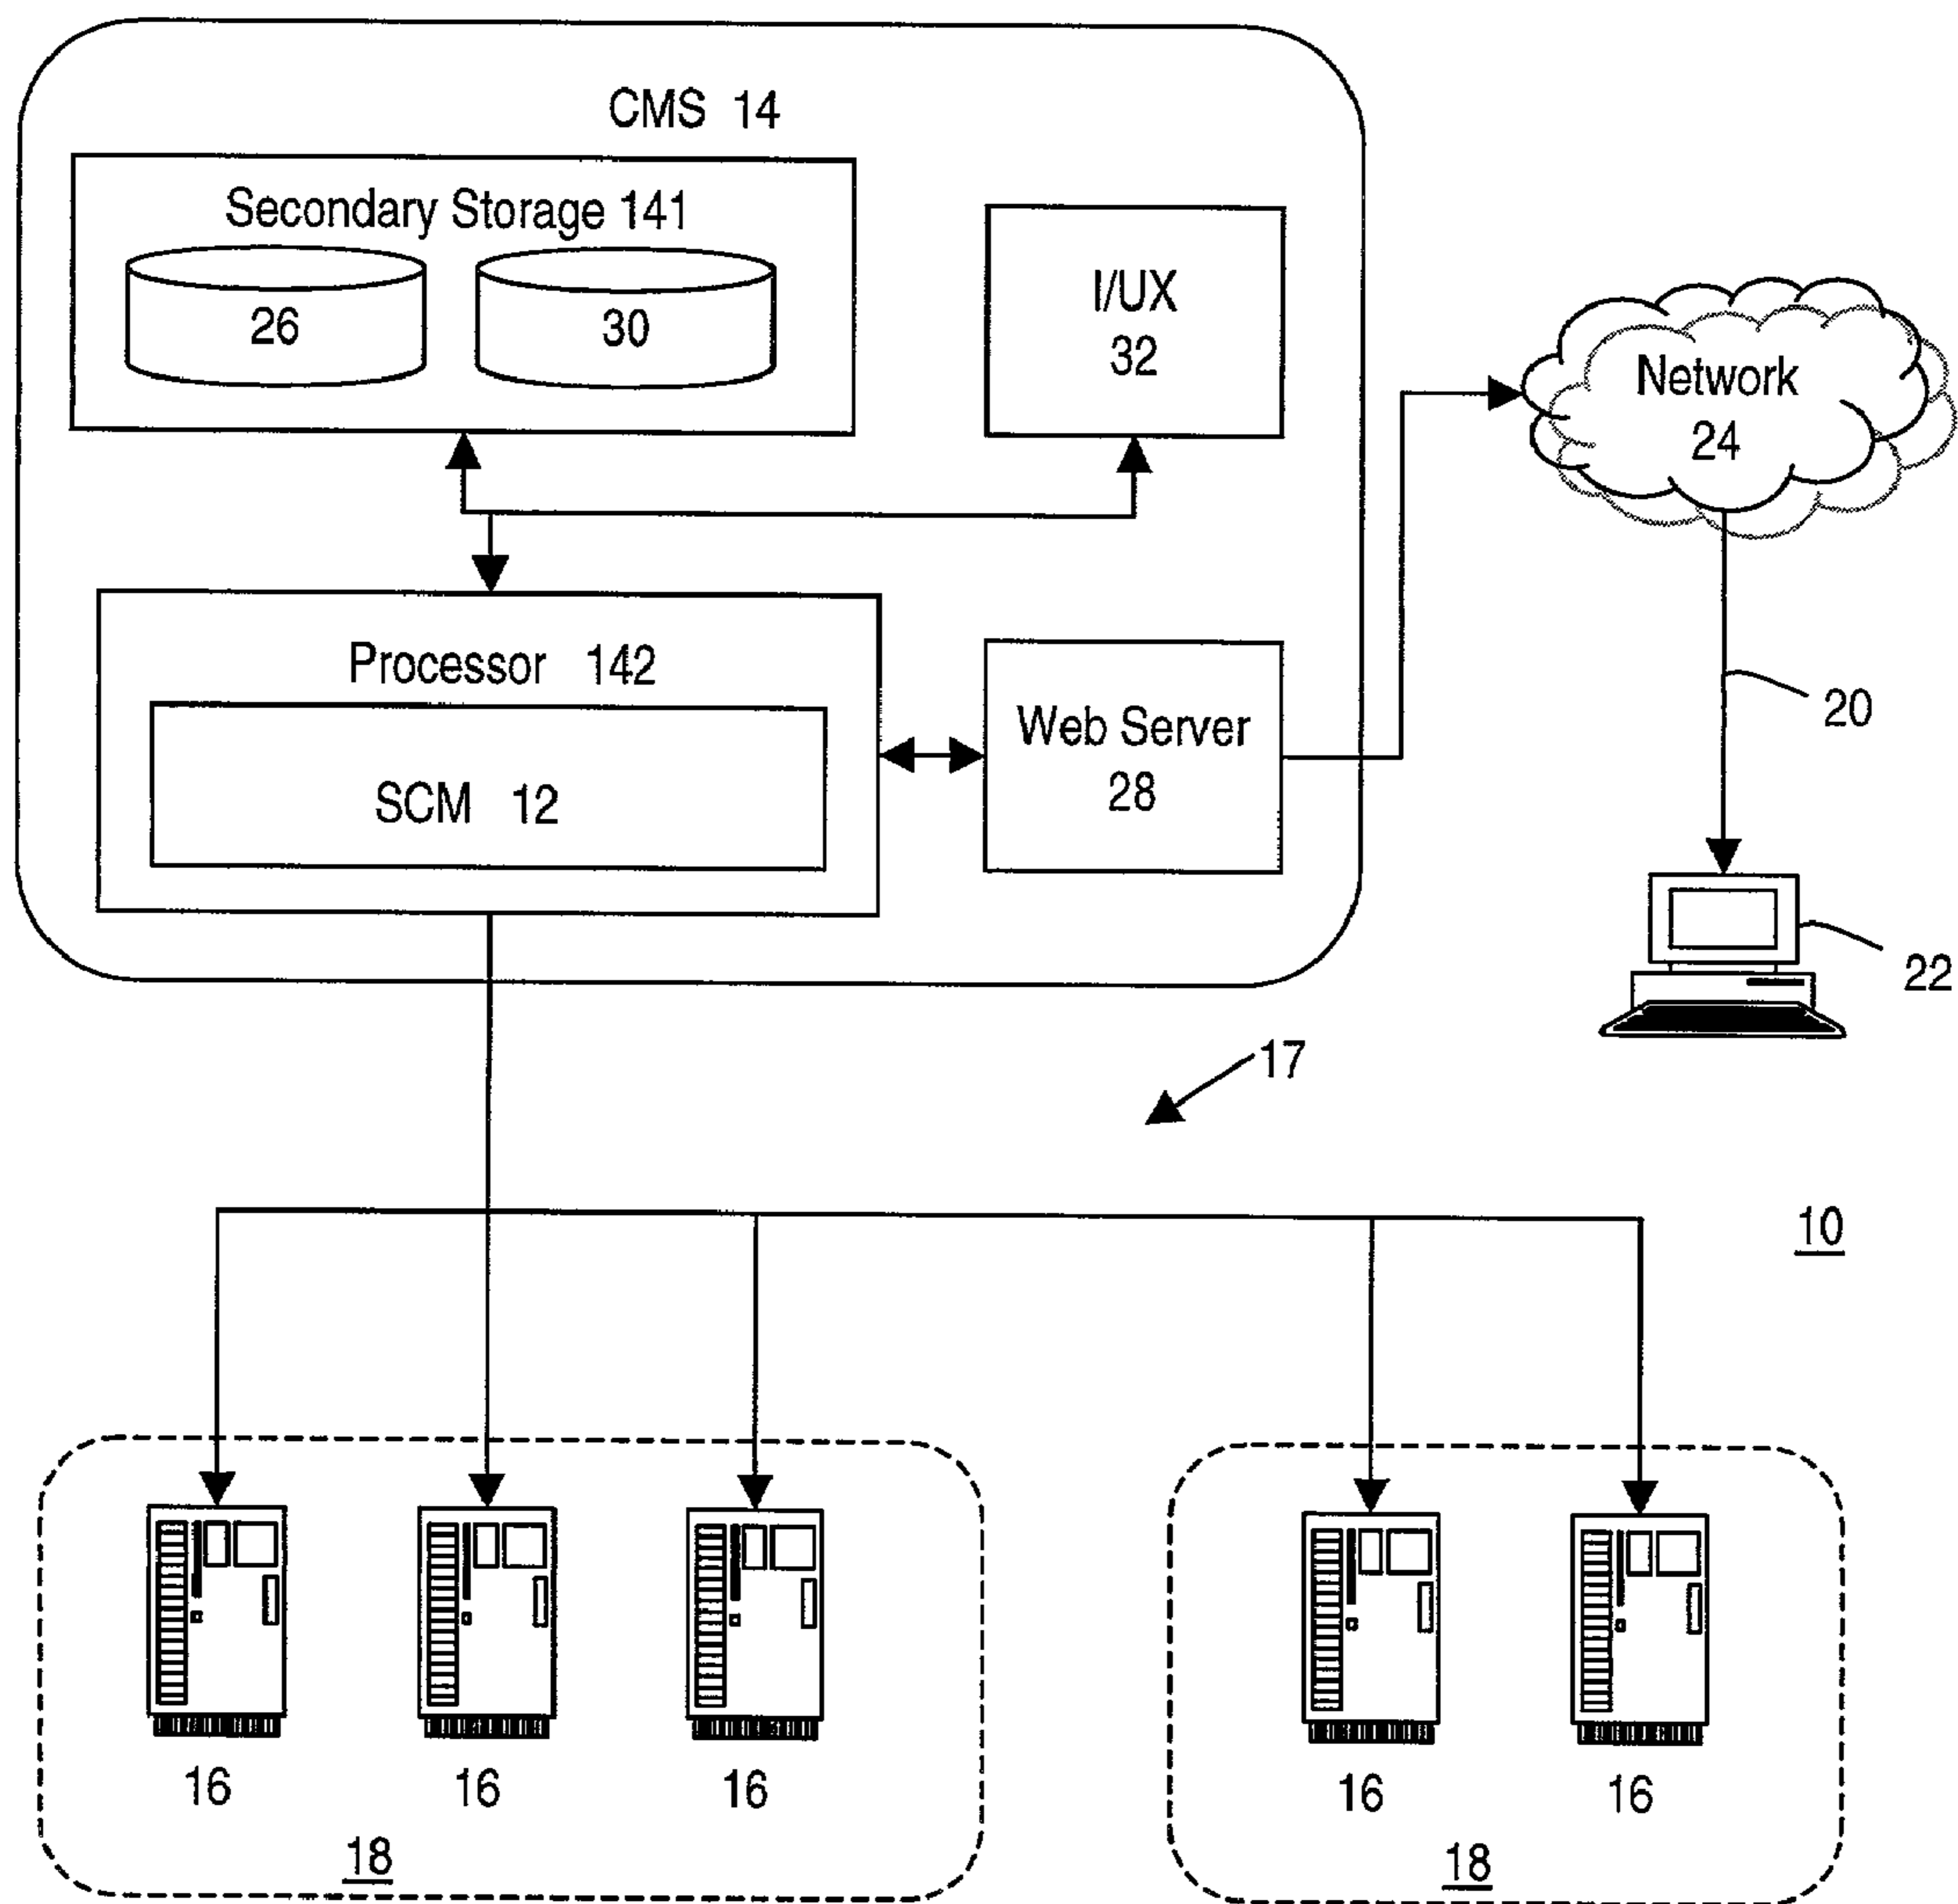 CMS 14
Secondary Storage 141
26
30
I/UX
32
Network
24
Processor 142
SCM 12
Web Server
28
20
22
17
10
16
16
16
16
16
18
18